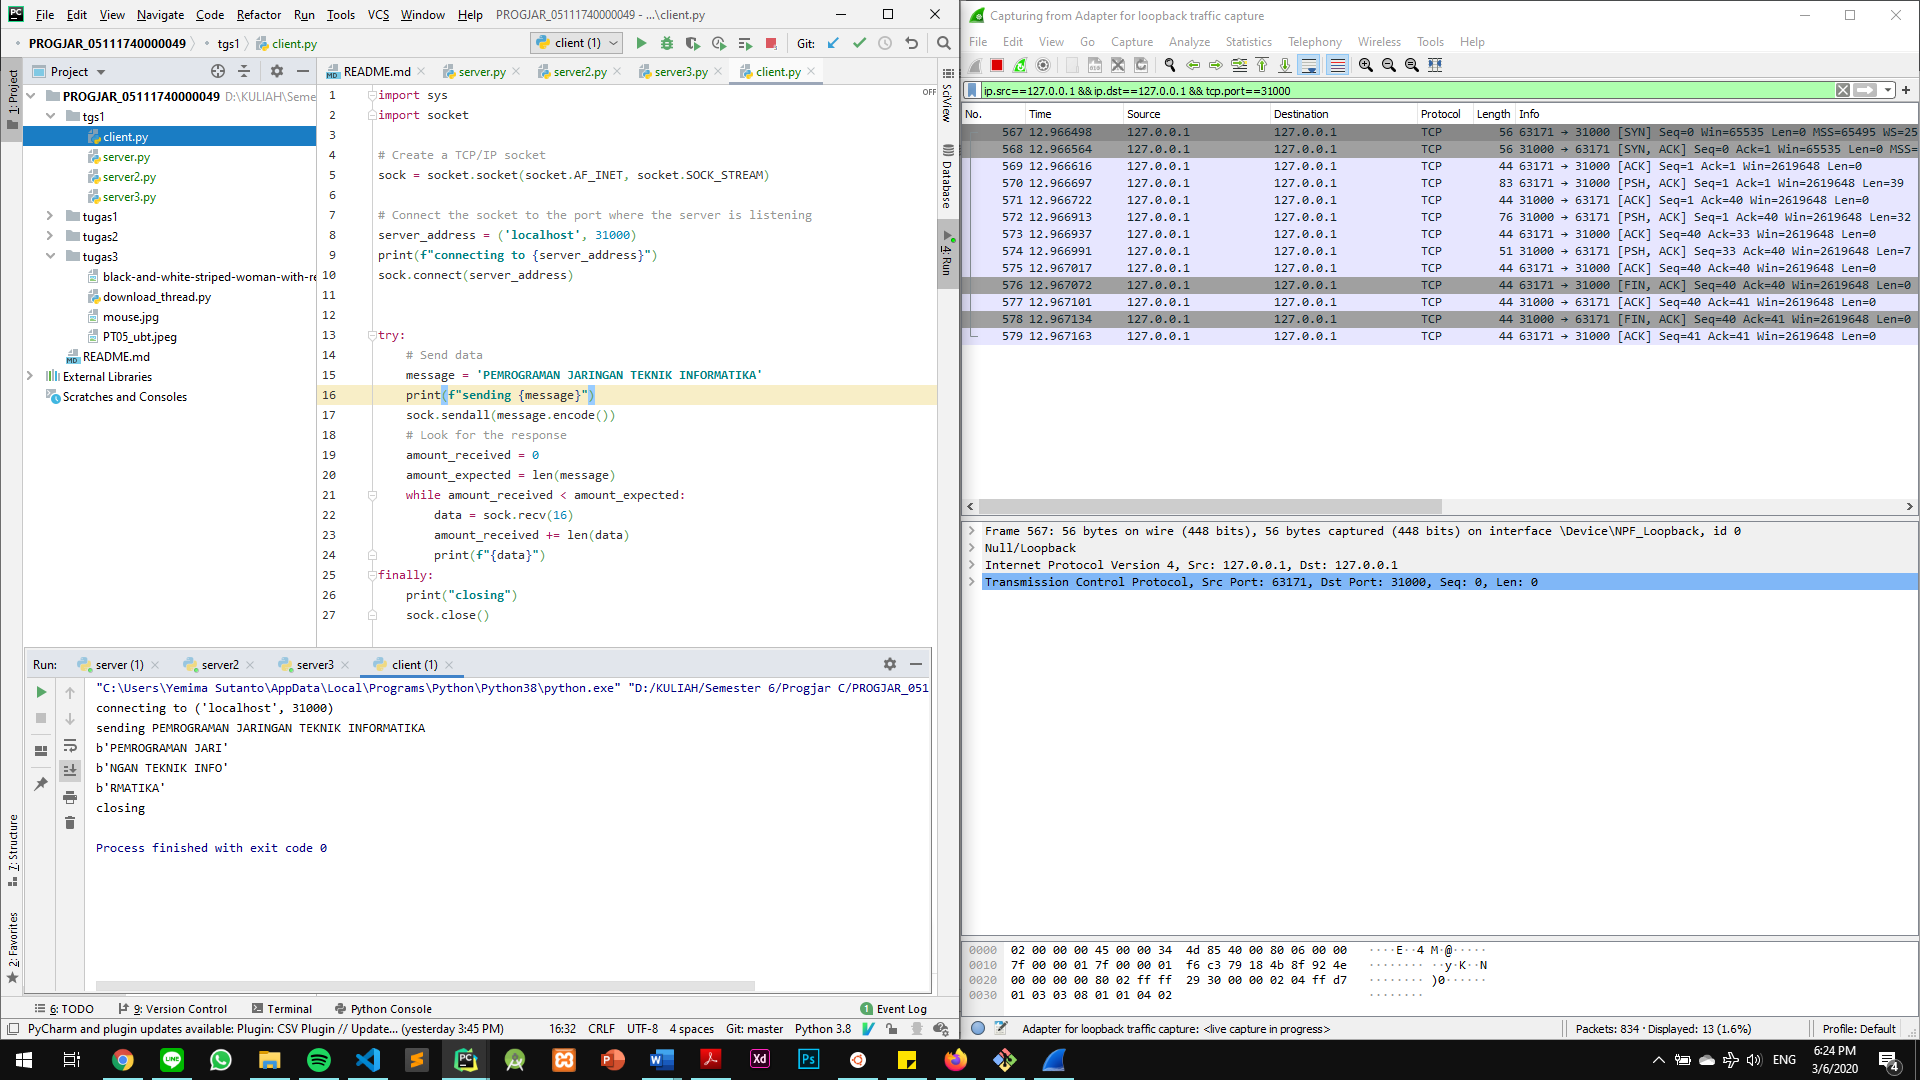 File Edit View Navigate Code Refactor Run Tools VCS Window Help PROGJAR_05111740000049 - ...\client.py
PROGJAR_05111740000049 tgs1 client.py
client (1) Git:
Project
README.md server.py server2.py server3.py client.py
1: Project
PROGJAR_05111740000049 D:\KULIAH\Seme
tgs1
client.py
server.py
server2.py
server3.py
tugas1
tugas2
tugas3
black-and-white-striped-woman-with-re
download_thread.py
mouse.jpg
PT05_ubt.jpeg
README.md
External Libraries
Scratches and Consoles
7: Structure
2: Favorites
OFF
1 import sys
2 import socket
3
4 # Create a TCP/IP socket
5 sock = socket.socket(socket.AF_INET, socket.SOCK_STREAM)
6
7 # Connect the socket to the port where the server is listening
8 server_address = ('localhost', 31000)
9 print(f"connecting to {server_address}")
10 sock.connect(server_address)
11
12
13 try:
14 # Send data
15 message = 'PEMROGRAMAN JARINGAN TEKNIK INFORMATIKA'
16 print(f"sending {message}")
17 sock.sendall(message.encode())
18 # Look for the response
19 amount_received = 0
20 amount_expected = len(message)
21 while amount_received < amount_expected:
22 data = sock.recv(16)
23 amount_received += len(data)
24 print(f"{data}")
25 finally:
26 print("closing")
27 sock.close()
SciView
Database
4: Run
Run: server (1) server2 server3 client (1)
"C:\Users\Yemima Sutanto\AppData\Local\Programs\Python\Python38\python.exe" "D:/KULIAH/Semester 6/Progjar C/PROGJAR_051
connecting to ('localhost', 31000)
sending PEMROGRAMAN JARINGAN TEKNIK INFORMATIKA
b'PEMROGRAMAN JARI'
b'NGAN TEKNIK INFO'
b'RMATIKA'
closing
Process finished with exit code 0
6: TODO 9: Version Control Terminal Python Console 1 Event Log
PyCharm and plugin updates available: Plugin: CSV Plugin // Update... (yesterday 3:45 PM) 16:32 CRLF UTF-8 4 spaces Git: master Python 3.8
Capturing from Adapter for loopback traffic capture
File Edit View Go Capture Analyze Statistics Telephony Wireless Tools Help
ip.src==127.0.0.1 && ip.dst==127.0.0.1 && tcp.port==31000
No. Time Source Destination Protocol Length Info
567 12.966498 127.0.0.1 127.0.0.1 TCP 56 63171 → 31000 [SYN] Seq=0 Win=65535 Len=0 MSS=65495 WS=25
568 12.966564 127.0.0.1 127.0.0.1 TCP 56 31000 → 63171 [SYN, ACK] Seq=0 Ack=1 Win=65535 Len=0 MSS=
569 12.966616 127.0.0.1 127.0.0.1 TCP 44 63171 → 31000 [ACK] Seq=1 Ack=1 Win=2619648 Len=0
570 12.966697 127.0.0.1 127.0.0.1 TCP 83 63171 → 31000 [PSH, ACK] Seq=1 Ack=1 Win=2619648 Len=39
571 12.966722 127.0.0.1 127.0.0.1 TCP 44 31000 → 63171 [ACK] Seq=1 Ack=40 Win=2619648 Len=0
572 12.966913 127.0.0.1 127.0.0.1 TCP 76 31000 → 63171 [PSH, ACK] Seq=1 Ack=40 Win=2619648 Len=32
573 12.966937 127.0.0.1 127.0.0.1 TCP 44 63171 → 31000 [ACK] Seq=40 Ack=33 Win=2619648 Len=0
574 12.966991 127.0.0.1 127.0.0.1 TCP 51 31000 → 63171 [PSH, ACK] Seq=33 Ack=40 Win=2619648 Len=7
575 12.967017 127.0.0.1 127.0.0.1 TCP 44 63171 → 31000 [ACK] Seq=40 Ack=40 Win=2619648 Len=0
576 12.967072 127.0.0.1 127.0.0.1 TCP 44 63171 → 31000 [FIN, ACK] Seq=40 Ack=40 Win=2619648 Len=0
577 12.967101 127.0.0.1 127.0.0.1 TCP 44 31000 → 63171 [ACK] Seq=40 Ack=41 Win=2619648 Len=0
578 12.967134 127.0.0.1 127.0.0.1 TCP 44 31000 → 63171 [FIN, ACK] Seq=40 Ack=41 Win=2619648 Len=0
579 12.967163 127.0.0.1 127.0.0.1 TCP 44 63171 → 31000 [ACK] Seq=41 Ack=41 Win=2619648 Len=0
Frame 567: 56 bytes on wire (448 bits), 56 bytes captured (448 bits) on interface \Device\NPF_Loopback, id 0
Null/Loopback
Internet Protocol Version 4, Src: 127.0.0.1, Dst: 127.0.0.1
Transmission Control Protocol, Src Port: 63171, Dst Port: 31000, Seq: 0, Len: 0
0000 02 00 00 00 45 00 00 34 4d 85 40 00 80 06 00 00 ····E··4 M·@·····
0010 7f 00 00 01 7f 00 00 01 f6 c3 79 18 4b 8f 92 4e ········ ··y·K··N
0020 00 00 00 00 80 02 ff ff 29 30 00 00 02 04 ff d7 ········ )0······
0030 01 03 03 08 01 01 04 02 ········
Adapter for loopback traffic capture: <live capture in progress> Packets: 834 · Displayed: 13 (1.6%) Profile: Default
ENG 6:24 PM
3/6/2020 4